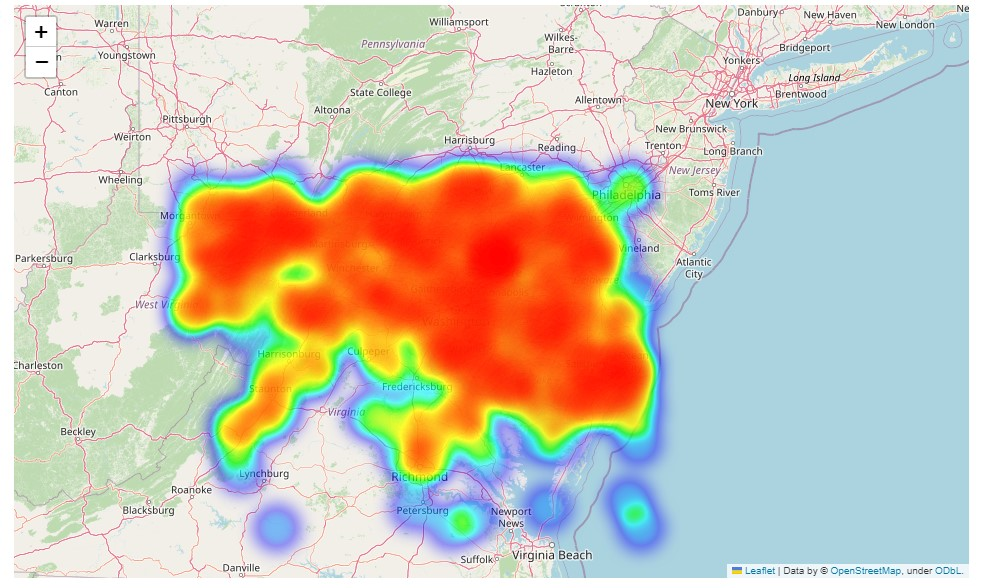 +
−
Williamsport
Danbury
New Haven
New London
Warren
Youngstown
Pennsylvania
Wilkes-
Barre
Bridgeport
Yonkers
Hazleton
Long Island
Canton
State College
Allentown
New York
Brentwood
Altoona
Pittsburgh
Weirton
Harrisburg
Reading
New Brunswick
Trenton
Long Branch
Lancaster
New Jersey
Wheeling
Philadelphia
Toms River
Vineland
Parkersburg
Clarksburg
Atlantic
City
Winchester
Harrisonburg
Culpeper
Charleston
Staunton
Fredericksburg
Virginia
Beckley
Lynchburg
Richmond
Roanoke
Blacksburg
Petersburg
Newport
News
Suffolk
Virginia Beach
Danville
Leaflet | Data by © OpenStreetMap, under ODbL.